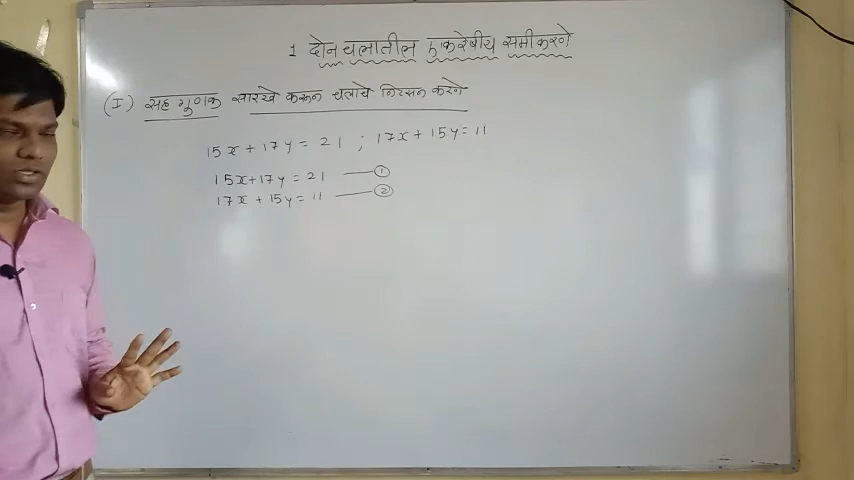 1 दोन चलातील एकरेषीय समीकरणे
(I) सह गुणक सारखे करून चलाचे निरसन करणे
15x + 17y = 21 ; 17x + 15y = 11
15x+17y = 21 —— ①
17x + 15y = 11 —— ②